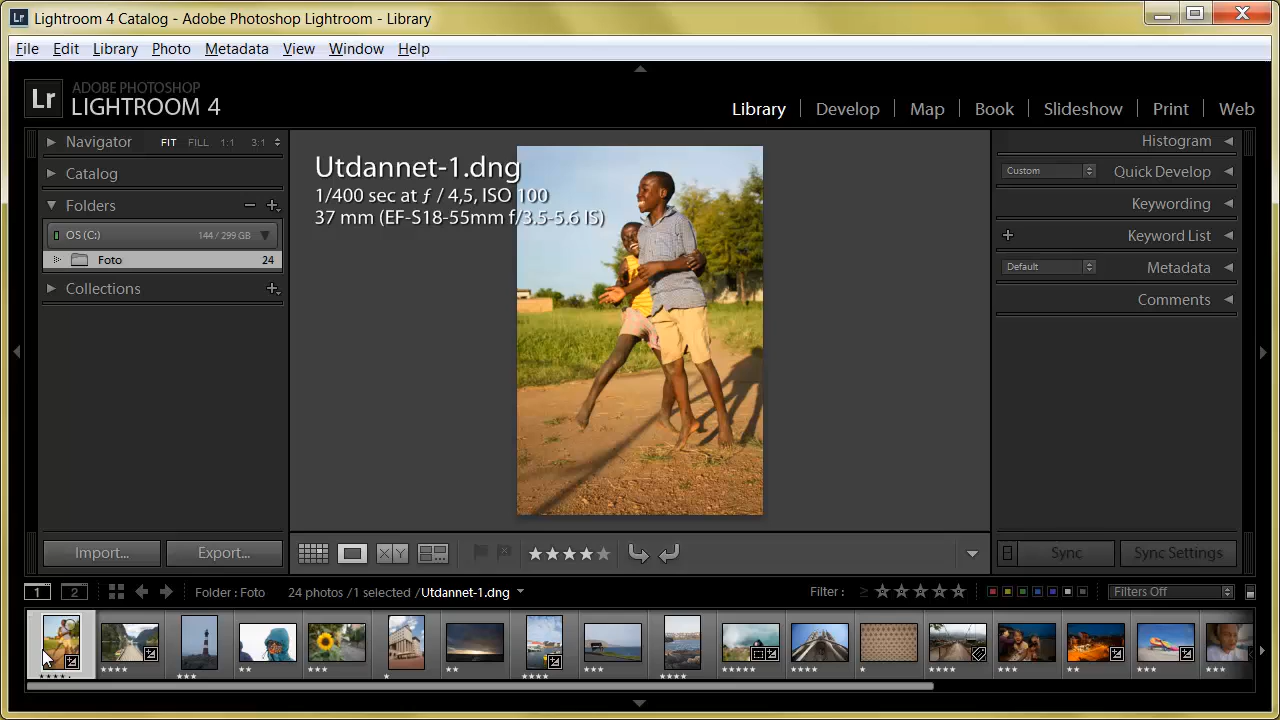 Lr Lightroom 4 Catalog - Adobe Photoshop Lightroom - Library
File Edit Library Photo Metadata View Window Help
Lr ADOBE PHOTOSHOP
LIGHTROOM 4
Library Develop Map Book Slideshow Print Web
Navigator FIT FILL 1:1 3:1
Catalog
Folders
OS (C:) 144 / 299 GB
Foto 24
Collections
Utdannet-1.dng
1/400 sec at ƒ / 4,5, ISO 100
37 mm (EF-S18-55mm f/3.5-5.6 IS)
Histogram
Custom Quick Develop
Keywording
Keyword List
Default Metadata
Comments
Import... Export...
X Y
Sync Sync Settings
1 2 Folder : Foto 24 photos / 1 selected / Utdannet-1.dng Filter : Filters Off